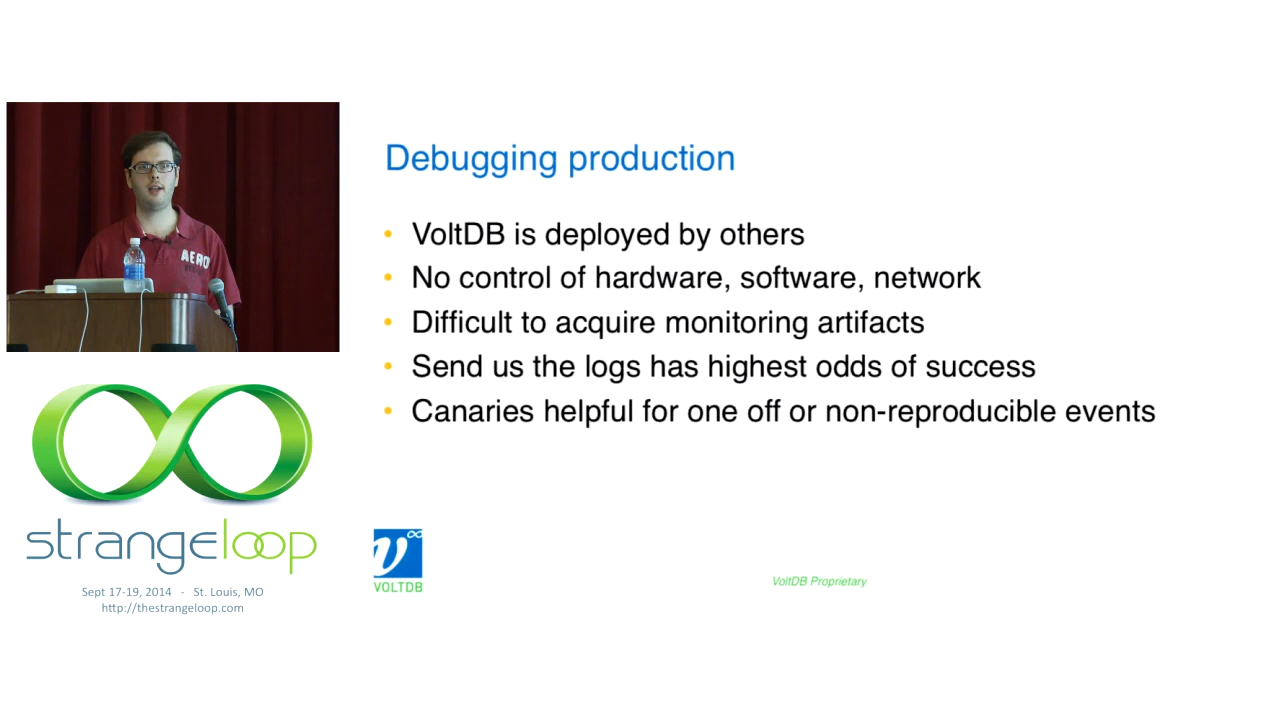 Debugging production
• VoltDB is deployed by others
• No control of hardware, software, network
• Difficult to acquire monitoring artifacts
• Send us the logs has highest odds of success
• Canaries helpful for one off or non-reproducible events
AERO
strangeloop
Sept 17-19, 2014 - St. Louis, MO
http://thestrangeloop.com
v∞
VOLTDB
VoltDB Proprietary